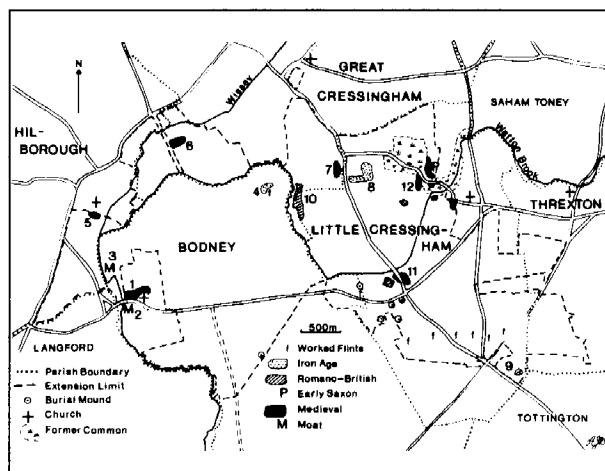 GREAT
CRESSINGHAM
SAHAM TONEY
N
Wissey
Wattoe Brook
HIL-
BOROUGH
6
7
8
P
12
4
10
5
THREXTON
LITTLE CRESSING-
HAM
BODNEY
3
M
1
M 2
11
500m
LANGFORD
Worked Flints
Iron Age
Romano-British
P Early Saxon
Medieval
M Moat
9
TOTTINGTON
Parish Boundary
Extension Limit
Burial Mound
Church
Former Common